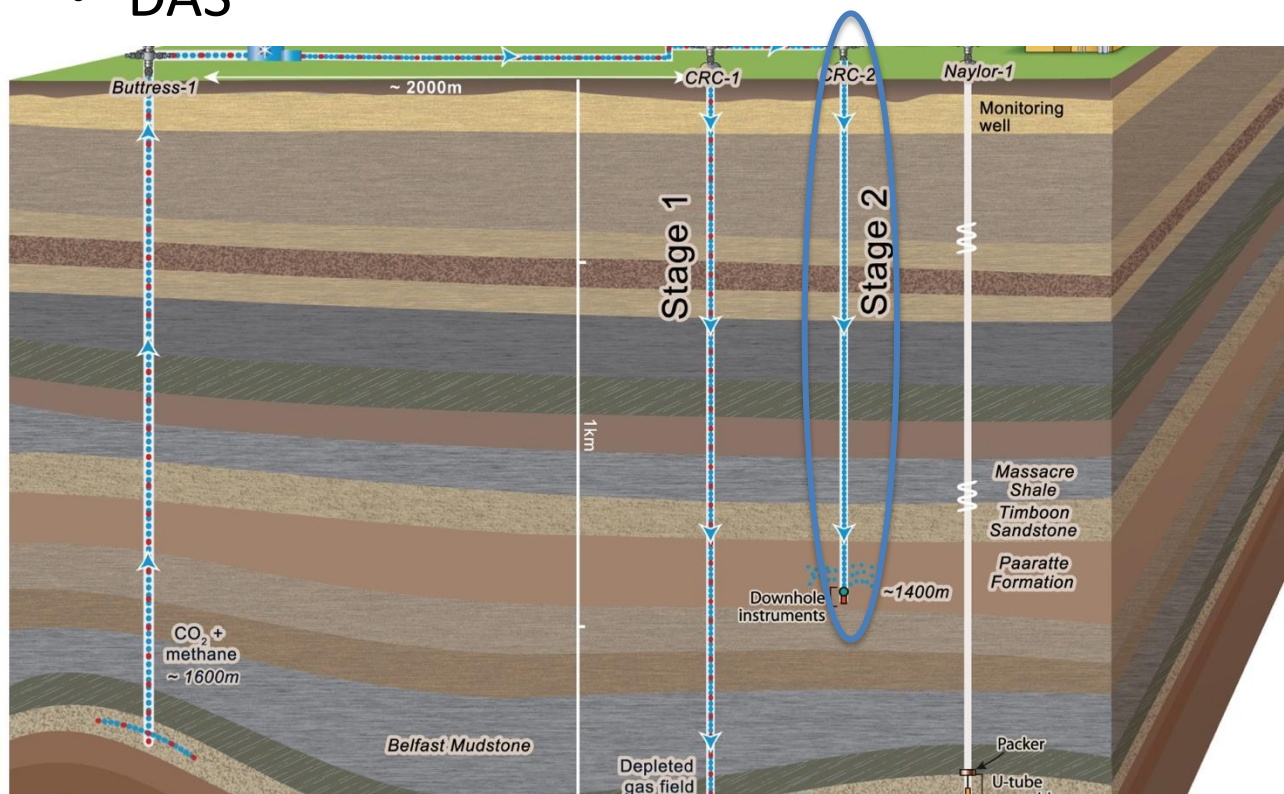 • DAS
Buttress-1
~ 2000m
CRC-1
CRC-2
Naylor-1
Monitoring
well
Stage 1
Stage 2
1km
Massacre
Shale
Timboon
Sandstone
Paaratte
Formation
Downhole
instruments
~1400m
CO₂ +
methane
~ 1600m
Belfast Mudstone
Depleted
gas field
Packer
U-tube